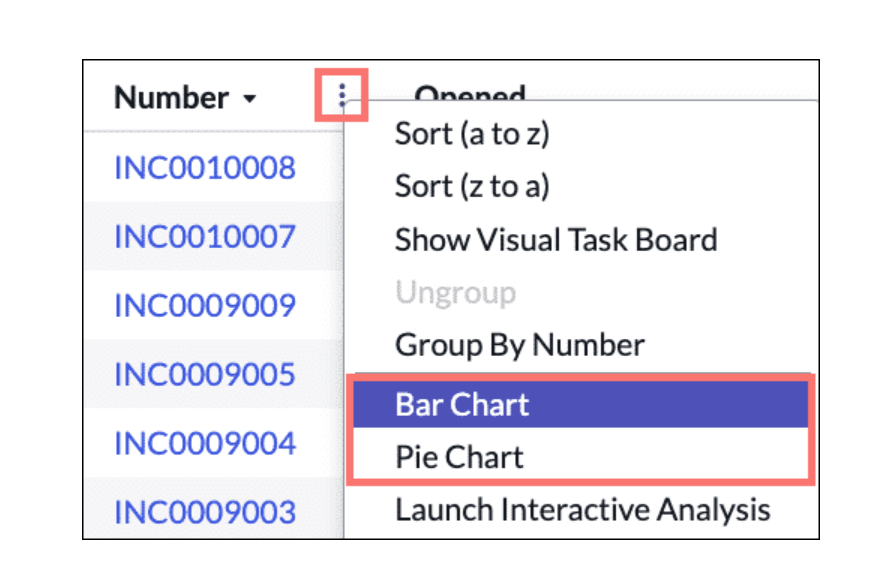 Number
Opened
INC0010008
INC0010007
INC0009009
INC0009005
INC0009004
INC0009003
Sort (a to z)
Sort (z to a)
Show Visual Task Board
Ungroup
Group By Number
Bar Chart
Pie Chart
Launch Interactive Analysis